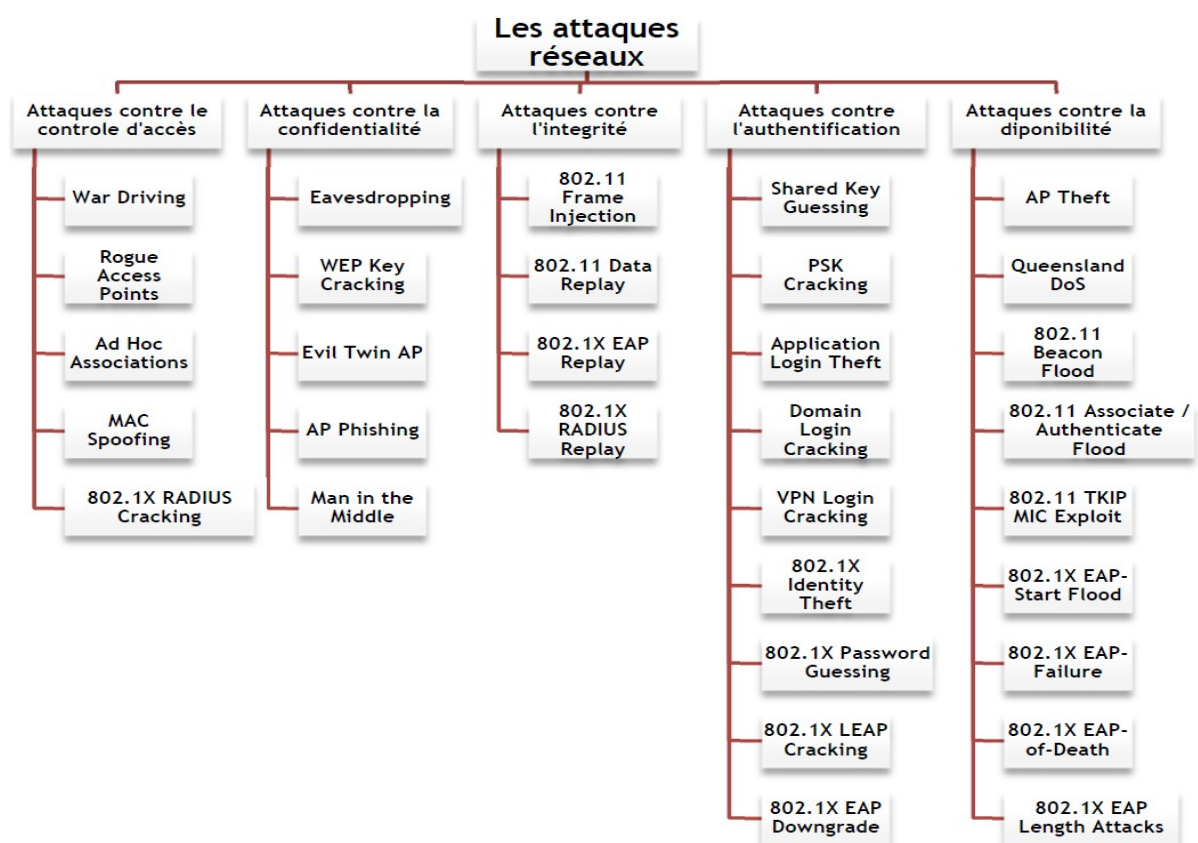 Les attaques
réseaux
Attaques contre le
controle d'accès
War Driving
Rogue
Access
Points
Ad Hoc
Associations
MAC
Spoofing
802.1X RADIUS
Cracking
Attaques contre la
confidentialité
Eavesdropping
WEP Key
Cracking
Evil Twin AP
AP Phishing
Man in the
Middle
Attaques contre
l'integrité
802.11
Frame
Injection
802.11 Data
Replay
802.1X EAP
Replay
802.1X
RADIUS
Replay
Attaques contre
l'authentification
Shared Key
Guessing
PSK
Cracking
Application
Login Theft
Domain
Login
Cracking
VPN Login
Cracking
802.1X
Identity
Theft
802.1X Password
Guessing
802.1X LEAP
Cracking
802.1X EAP
Downgrade
Attaques contre la
diponibilité
AP Theft
Queensland
DoS
802.11
Beacon
Flood
802.11 Associate /
Authenticate
Flood
802.11 TKIP
MIC Exploit
802.1X EAP-
Start Flood
802.1X EAP-
Failure
802.1X EAP-
of-Death
802.1X EAP
Length Attacks